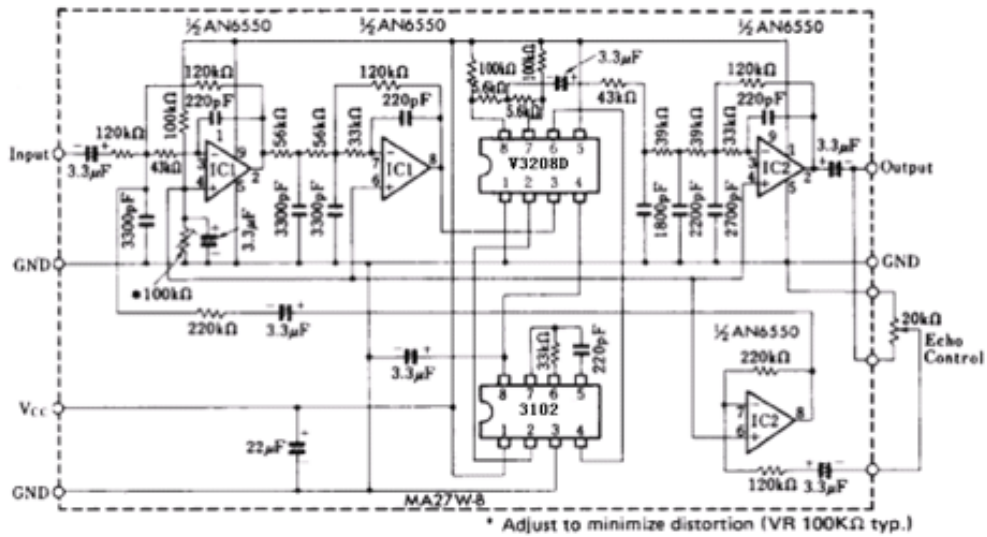 ½AN6550 ½AN6550 ½AN6550
120kΩ 120kΩ 100kΩ 100kΩ 3.3µF 120kΩ
220pF 220pF 5.6kΩ 43kΩ 220pF
100kΩ 5.6kΩ
120kΩ 56kΩ 56kΩ 33kΩ 39kΩ 39kΩ 33kΩ 3.3µF
Input 1 8 7 6 5 Output
3.3µF 43kΩ IC1 2 7 IC1 8 V3208D IC2 2
4 5 6 1 2 3 4 4 5
3300pF 3.3µF 3300pF 3300pF 1800pF 2200pF 2700pF
GND GND
*100kΩ
220kΩ 3.3µF ½AN6550 20kΩ
33kΩ 220pF Echo
3.3µF 220kΩ Control
8 7 6 5
VCC 3102 7 IC2 8
22µF 1 2 3 4 6
GND 120kΩ 3.3µF
MA27W-8
* Adjust to minimize distortion (VR 100KΩ typ.)